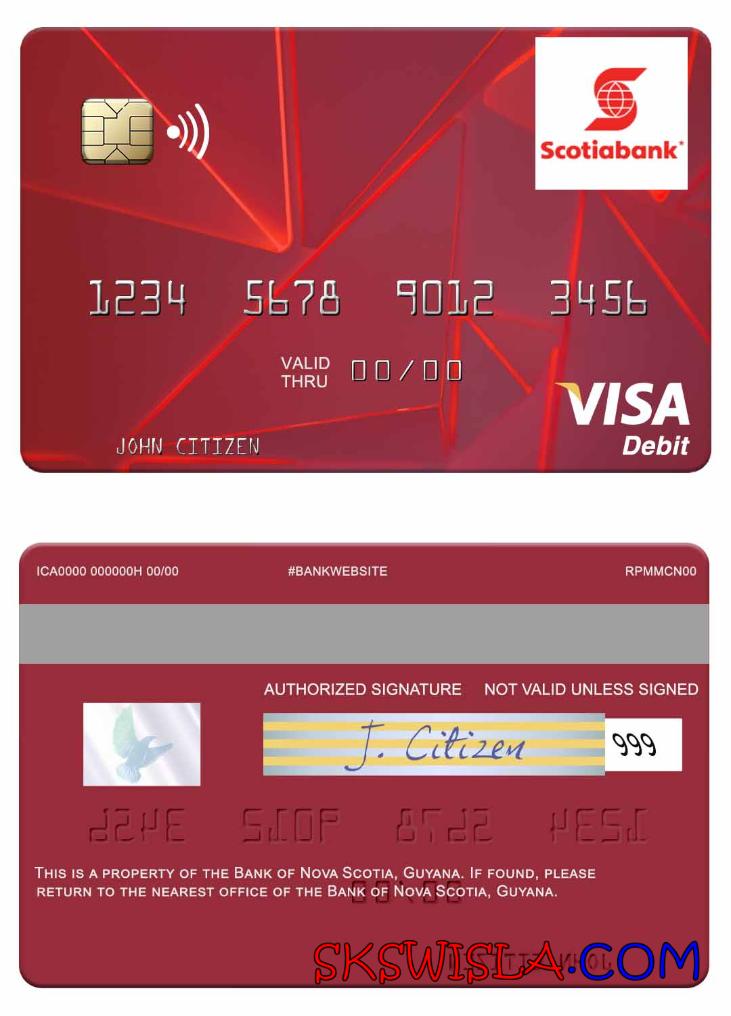 Scotiabank
1234 5678 9012 3456
VALID THRU 00/00
VISA
Debit
JOHN CITIZEN
ICA0000 000000H 00/00 #BANKWEBSITE RPMMCN00
AUTHORIZED SIGNATURE NOT VALID UNLESS SIGNED
J. Citizen 999
THIS IS A PROPERTY OF THE BANK OF NOVA SCOTIA, GUYANA. IF FOUND, PLEASE
RETURN TO THE NEAREST OFFICE OF THE BANK OF NOVA SCOTIA, GUYANA.
SKSWISLA.COM